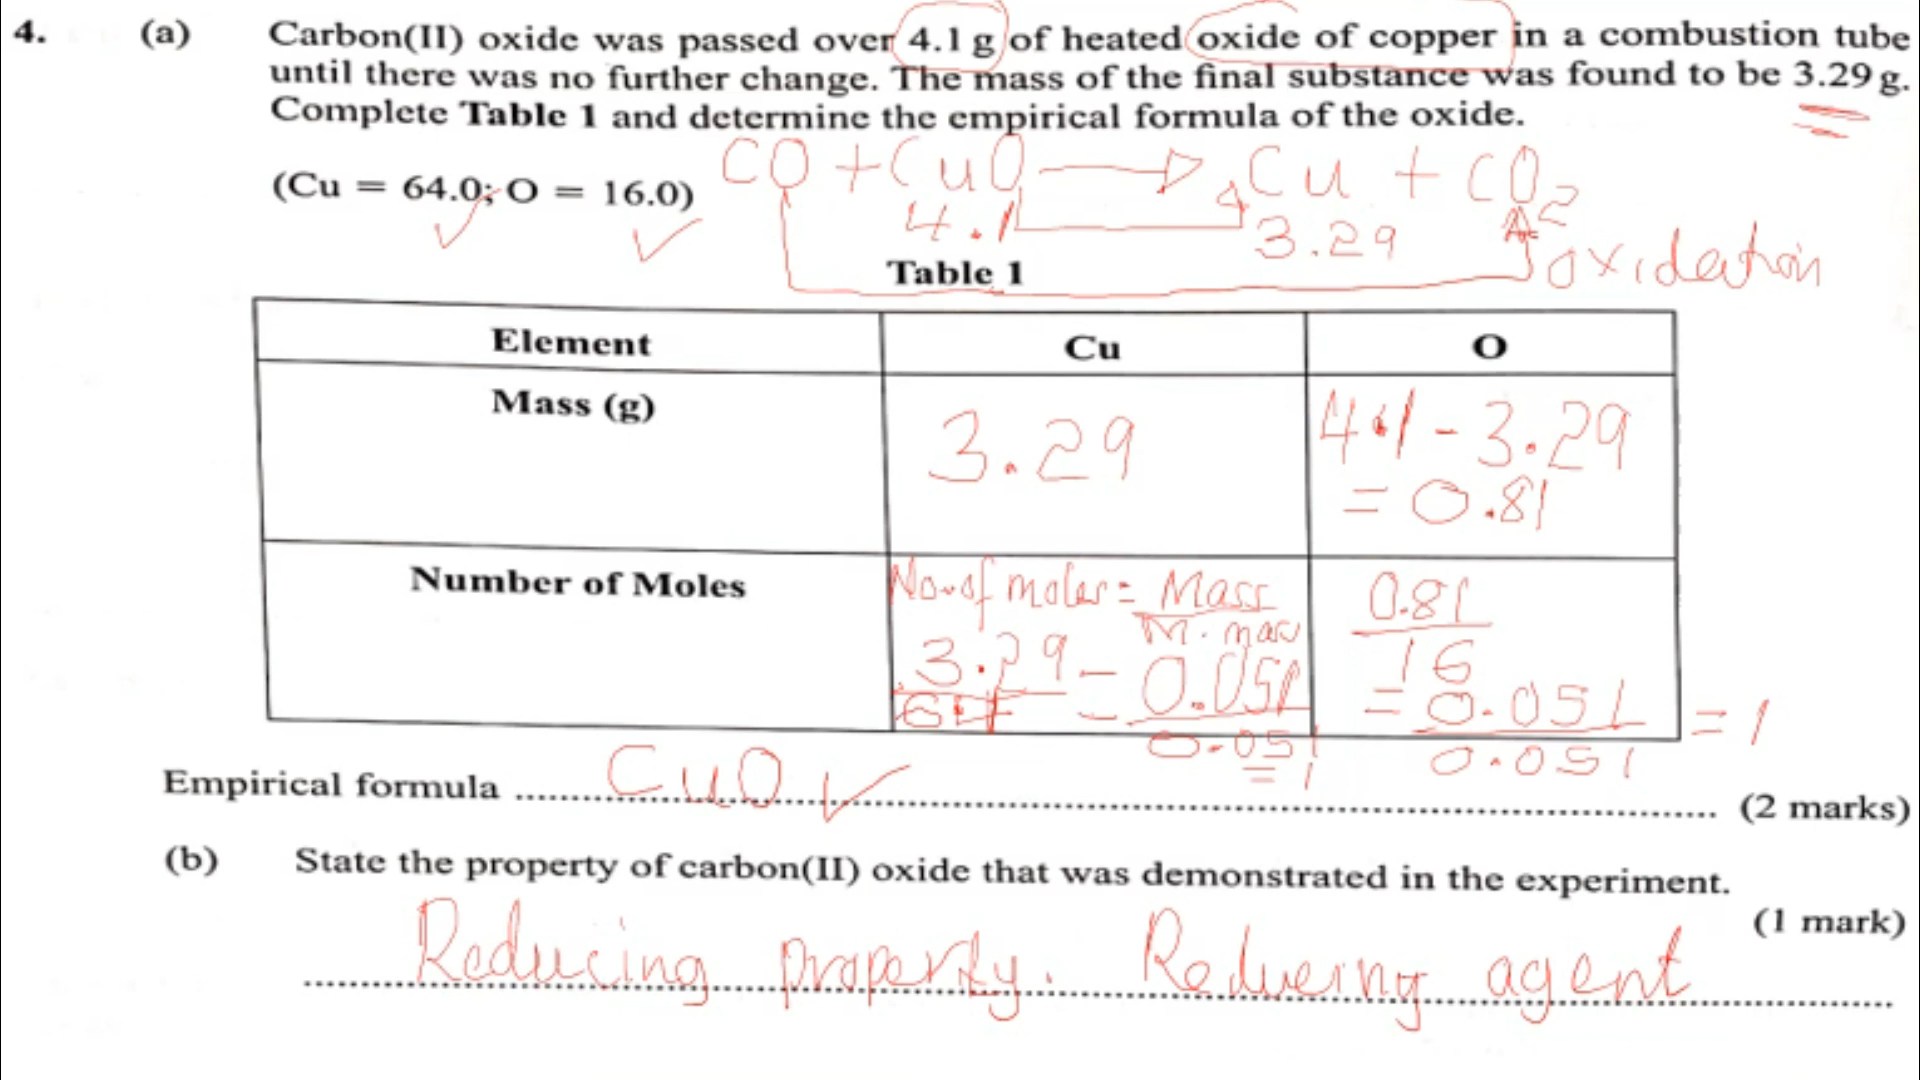 4. (a) Carbon(II) oxide was passed over 4.1 g of heated oxide of copper in a combustion tube
until there was no further change. The mass of the final substance was found to be 3.29 g.
Complete Table 1 and determine the empirical formula of the oxide.
(Cu = 64.0; O = 16.0)
CO + CuO → Cu + CO2
4.1 3.29
oxidation
Table 1
Element Cu O
Mass (g) 3.29 4.1 - 3.29
= 0.81
Number of Moles No. of moles = Mass / M. mass
3.29 / 64 = 0.051 / 0.051 = 1
0.81 / 16
= 0.051 / 0.051 = 1
Empirical formula CuO ✓ (2 marks)
(b) State the property of carbon(II) oxide that was demonstrated in the experiment.
(1 mark)
Reducing property. Reducing agent